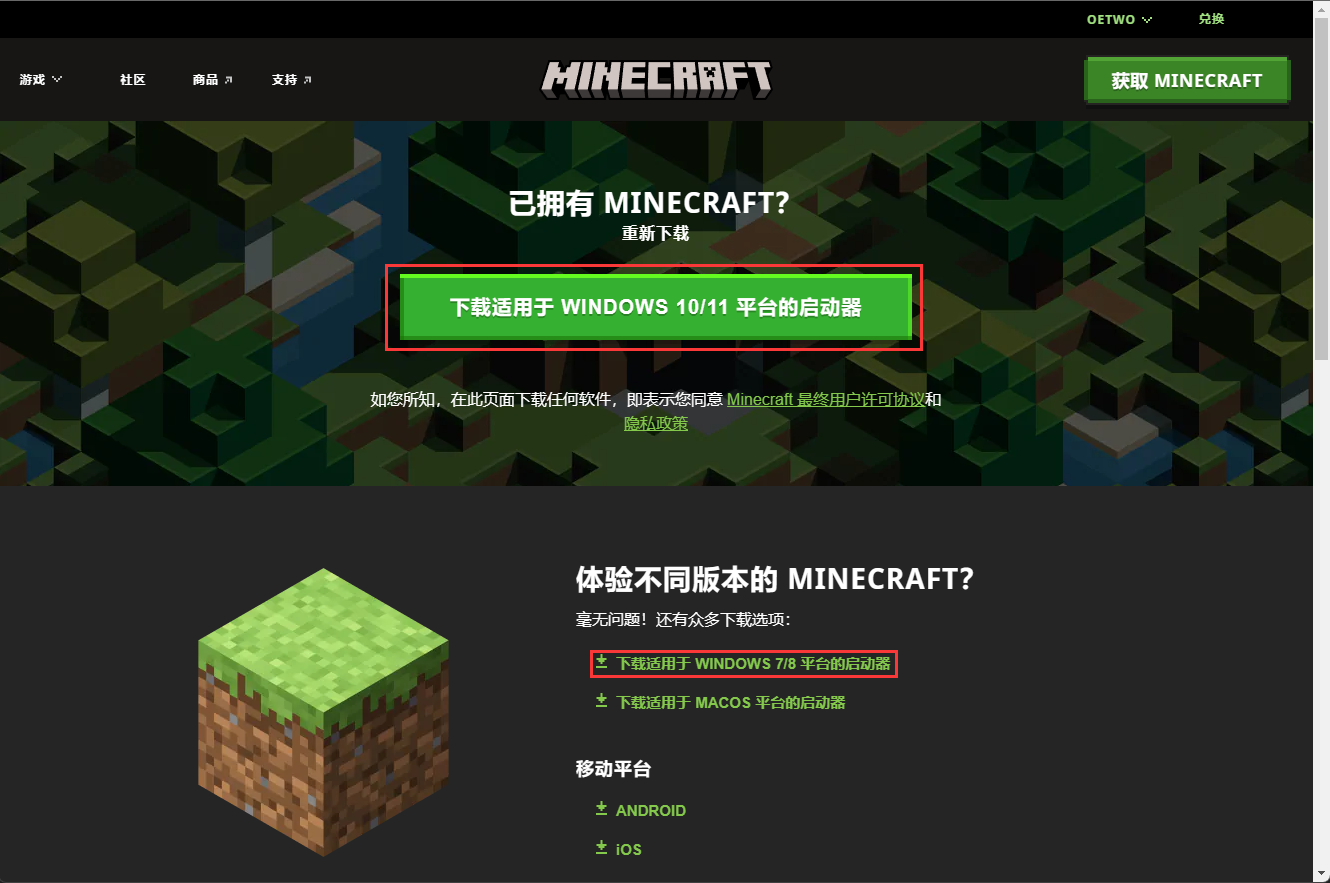 OETWO
兑换
游戏
社区
商品
支持
MINECRAFT
获取 MINECRAFT
已拥有 MINECRAFT？
重新下载
下载适用于 WINDOWS 10/11 平台的启动器
如您所知，在此页面下载任何软件，即表示您同意 Minecraft 最终用户许可协议和
隐私政策
体验不同版本的 MINECRAFT？
毫无问题！还有众多下载选项：
下载适用于 WINDOWS 7/8 平台的启动器
下载适用于 MACOS 平台的启动器
移动平台
ANDROID
iOS